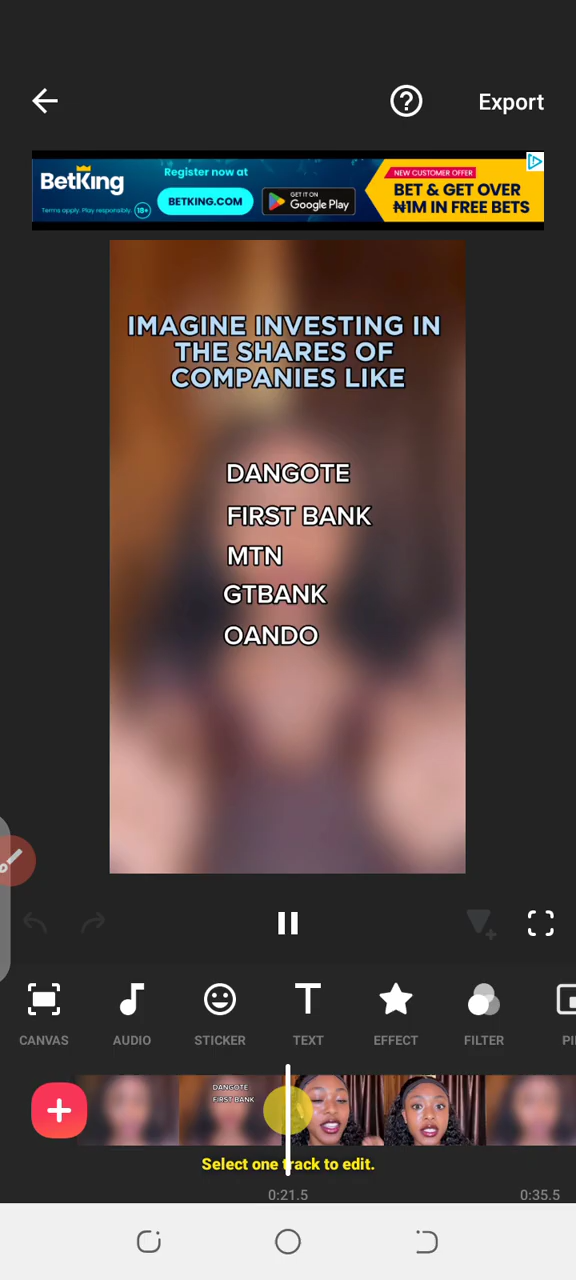 Export
BetKing
Register now at
BETKING.COM
GET IT ON
Google Play
Terms apply. Play responsibly. 18+
NEW CUSTOMER OFFER
BET & GET OVER
₦1M IN FREE BETS
IMAGINE INVESTING IN
THE SHARES OF
COMPANIES LIKE
DANGOTE
FIRST BANK
MTN
GTBANK
OANDO
CANVAS
AUDIO
STICKER
TEXT
EFFECT
FILTER
PI
DANGOTE
FIRST BANK
Select one track to edit.
0:21.5
0:35.5